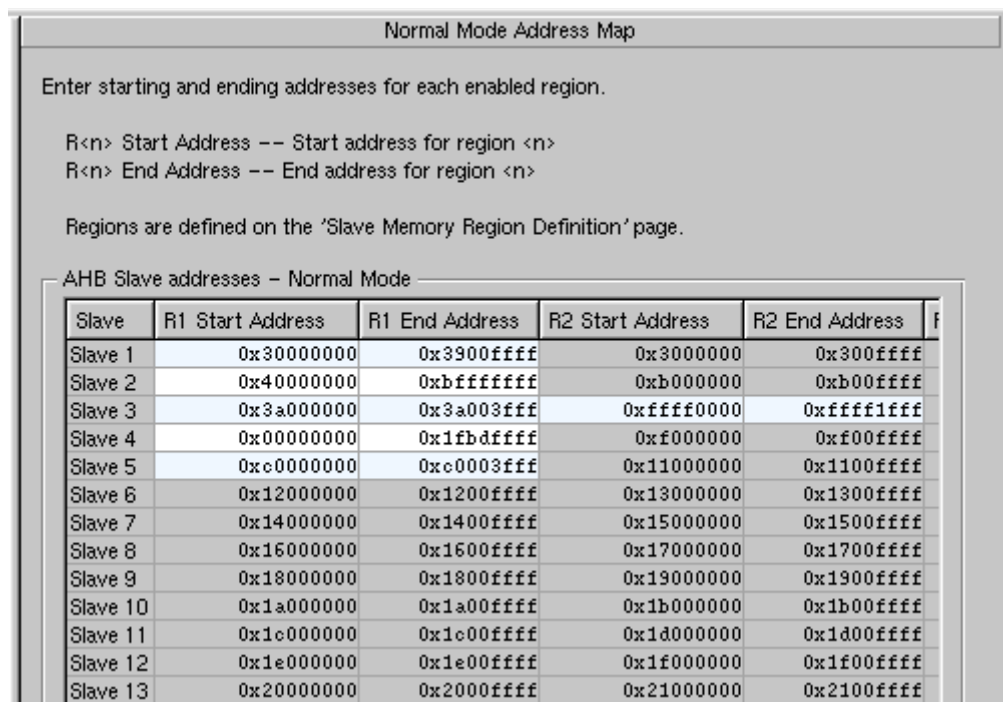 Normal Mode Address Map
Enter starting and ending addresses for each enabled region.
R<n> Start Address -- Start address for region <n>
R<n> End Address -- End address for region <n>
Regions are defined on the 'Slave Memory Region Definition' page.
AHB Slave addresses - Normal Mode
Slave R1 Start Address R1 End Address R2 Start Address R2 End Address
Slave 1 0x30000000 0x3900ffff 0x3000000 0x300ffff
Slave 2 0x40000000 0xbfffffff 0xb000000 0xb00ffff
Slave 3 0x3a000000 0x3a003fff 0xffff0000 0xffff1fff
Slave 4 0x00000000 0x1fbdffff 0xf000000 0xf00ffff
Slave 5 0xc0000000 0xc0003fff 0x11000000 0x1100ffff
Slave 6 0x12000000 0x1200ffff 0x13000000 0x1300ffff
Slave 7 0x14000000 0x1400ffff 0x15000000 0x1500ffff
Slave 8 0x16000000 0x1600ffff 0x17000000 0x1700ffff
Slave 9 0x18000000 0x1800ffff 0x19000000 0x1900ffff
Slave 10 0x1a000000 0x1a00ffff 0x1b000000 0x1b00ffff
Slave 11 0x1c000000 0x1c00ffff 0x1d000000 0x1d00ffff
Slave 12 0x1e000000 0x1e00ffff 0x1f000000 0x1f00ffff
Slave 13 0x20000000 0x2000ffff 0x21000000 0x2100ffff